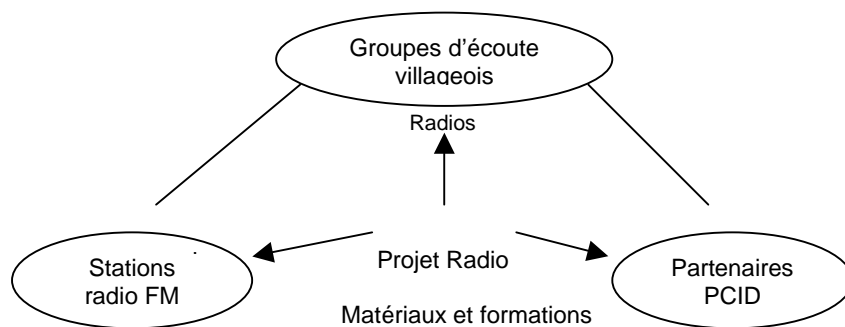 Groupes d'écoute
villageois
Radios
Stations
radio FM
Projet Radio
Partenaires
PCID
Matériaux et formations